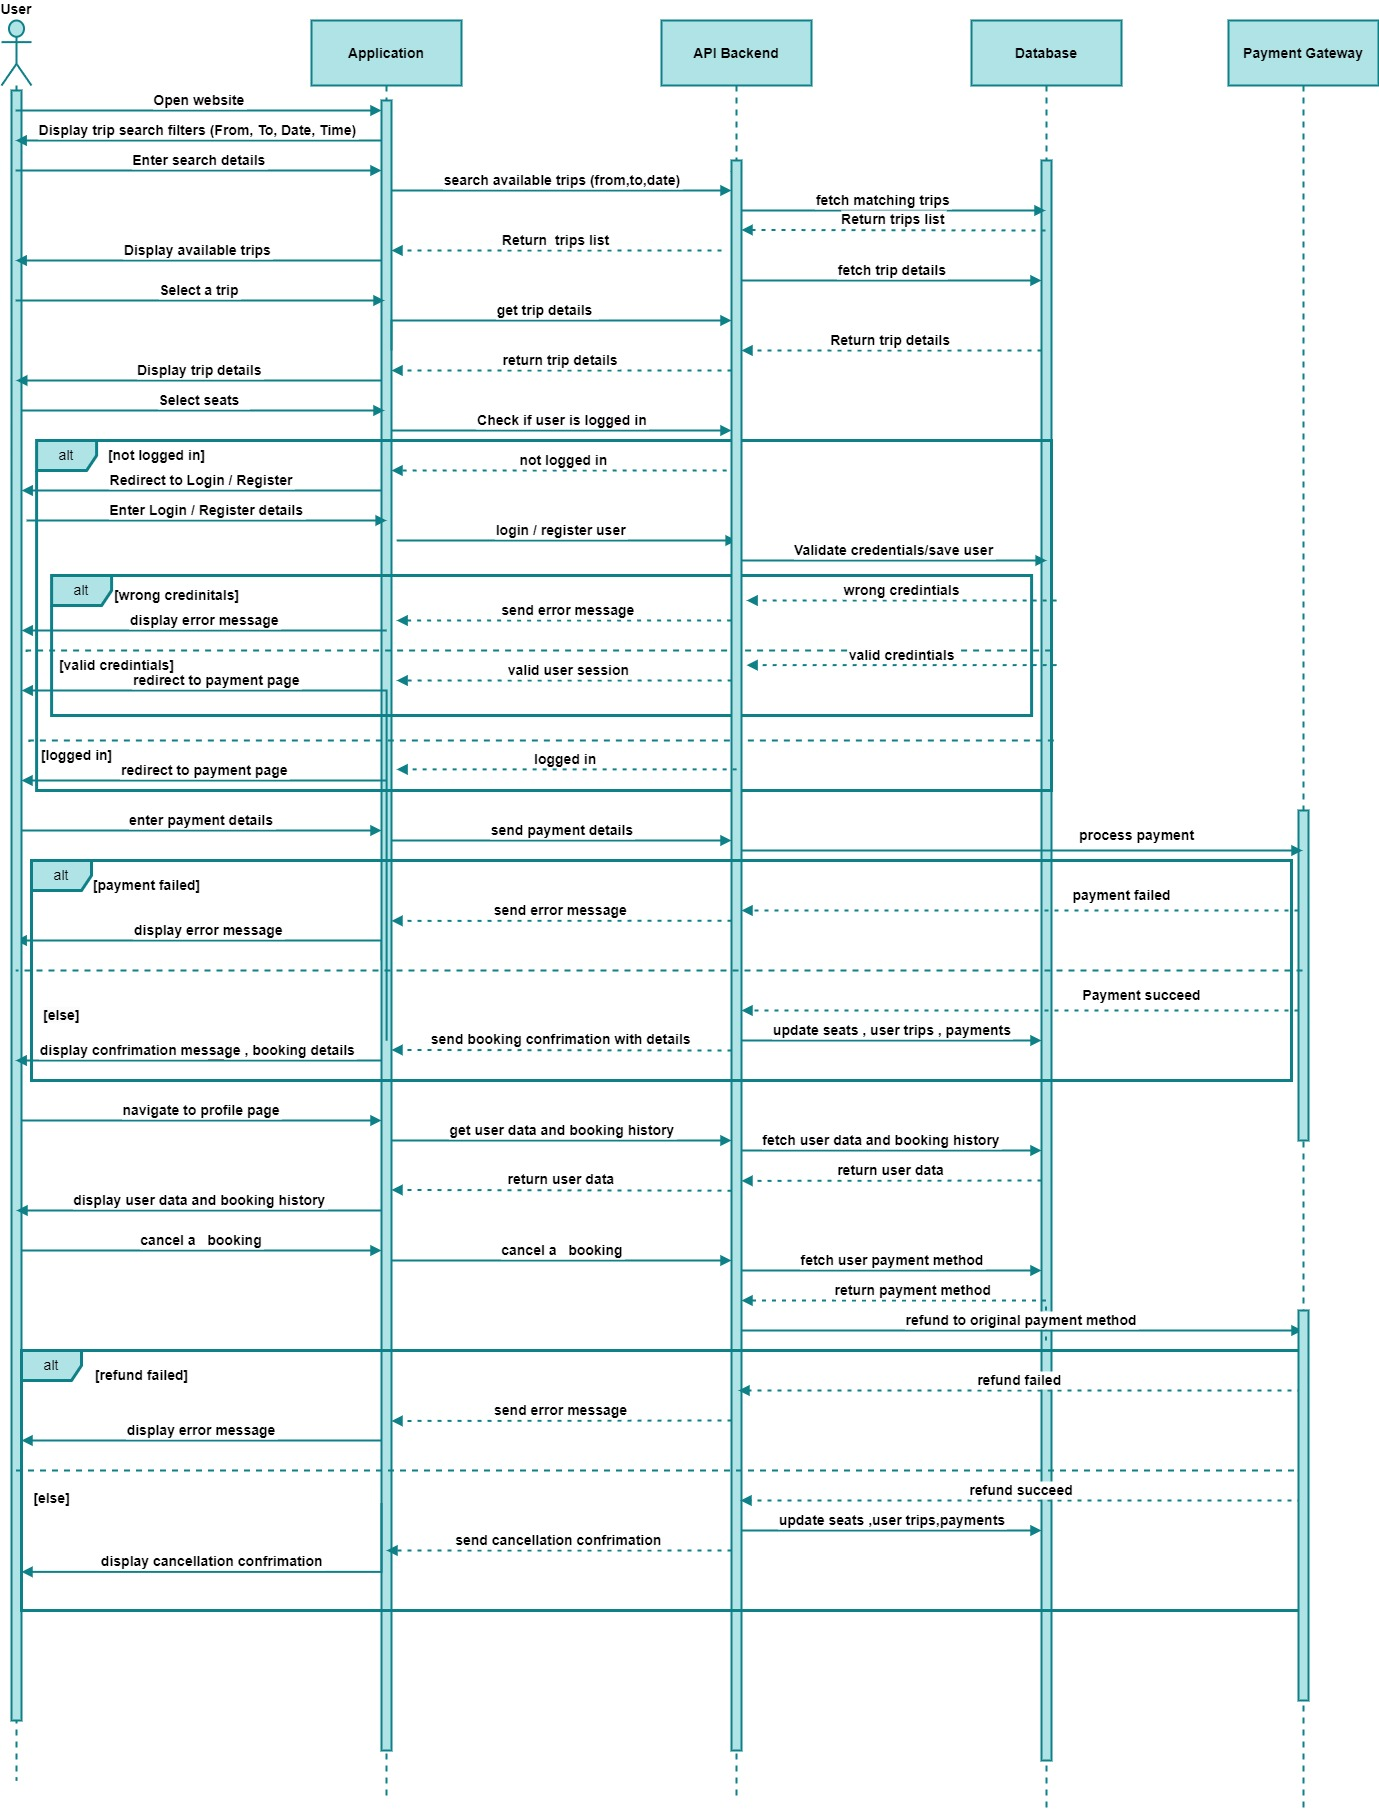 User
Application
API Backend
Database
Payment Gateway
Open website
Display trip search filters (From, To, Date, Time)
Enter search details
search available trips (from,to,date)
fetch matching trips
Return trips list
Return trips list
Display available trips
fetch trip details
Select a trip
get trip details
Return trip details
return trip details
Display trip details
Select seats
Check if user is logged in
alt
[not logged in]
not logged in
Redirect to Login / Register
Enter Login / Register details
login / register user
Validate credentials/save user
alt
[wrong credinitals]
wrong credintials
send error message
display error message
valid credintials
[valid credintials]
valid user session
redirect to payment page
[logged in]
logged in
redirect to payment page
enter payment details
send payment details
process payment
alt
[payment failed]
payment failed
send error message
display error message
Payment succeed
[else]
update seats , user trips , payments
send booking confrimation with details
display confrimation message , booking details
navigate to profile page
get user data and booking history
fetch user data and booking history
return user data
return user data
display user data and booking history
cancel a booking
cancel a booking
fetch user payment method
return payment method
refund to original payment method
alt
[refund failed]
refund failed
send error message
display error message
refund succeed
[else]
update seats ,user trips,payments
send cancellation confrimation
display cancellation confrimation